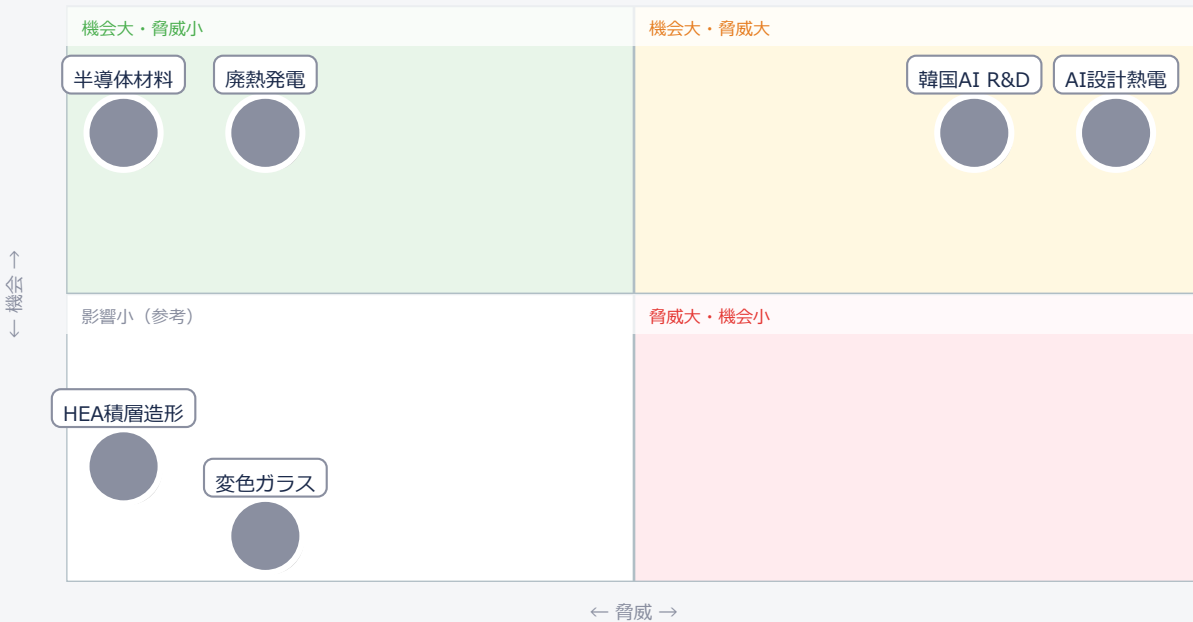 機会大・脅威小
機会大・脅威大
半導体材料
廃熱発電
韓国AI R&D
AI設計熱電
← 機会 →
影響小（参考）
脅威大・機会小
HEA積層造形
変色ガラス
← 脅威 →